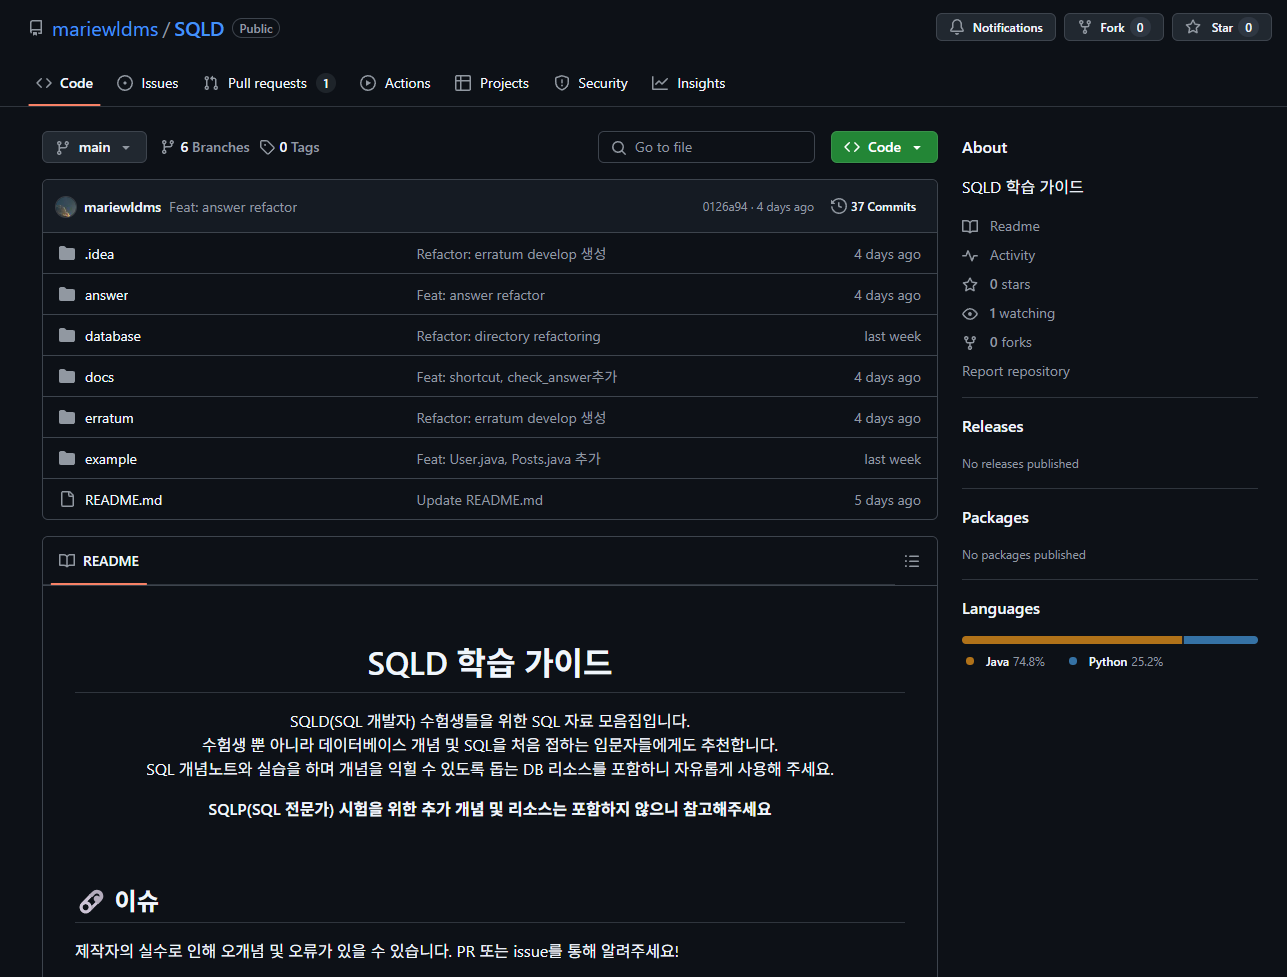 mariewldms / SQLD Public
Notifications Fork 0 Star 0
Code Issues Pull requests 1 Actions Projects Security Insights
main 6 Branches 0 Tags Go to file Code
mariewldms Feat: answer refactor 0126a94 · 4 days ago 37 Commits
.idea Refactor: erratum develop 생성 4 days ago
answer Feat: answer refactor 4 days ago
database Refactor: directory refactoring last week
docs Feat: shortcut, check_answer추가 4 days ago
erratum Refactor: erratum develop 생성 4 days ago
example Feat: User.java, Posts.java 추가 last week
README.md Update README.md 5 days ago
README
SQLD 학습 가이드
SQLD(SQL 개발자) 수험생들을 위한 SQL 자료 모음집입니다.
수험생 뿐 아니라 데이터베이스 개념 및 SQL을 처음 접하는 입문자들에게도 추천합니다.
SQL 개념노트와 실습을 하며 개념을 익힐 수 있도록 돕는 DB 리소스를 포함하니 자유롭게 사용해 주세요.
SQLP(SQL 전문가) 시험을 위한 추가 개념 및 리소스는 포함하지 않으니 참고해주세요
이슈
제작자의 실수로 인해 오개념 및 오류가 있을 수 있습니다. PR 또는 issue를 통해 알려주세요!
About
SQLD 학습 가이드
Readme
Activity
0 stars
1 watching
0 forks
Report repository
Releases
No releases published
Packages
No packages published
Languages
Java 74.8% Python 25.2%